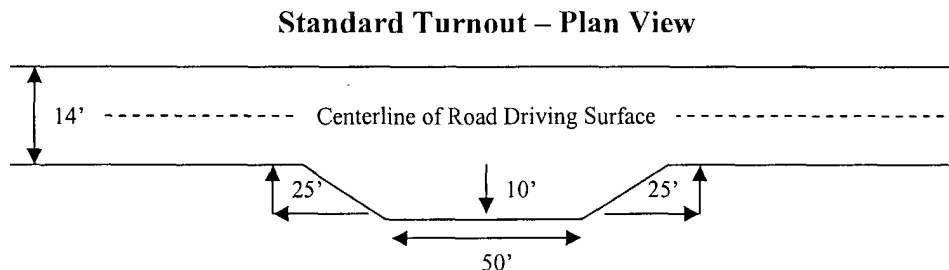 Standard Turnout – Plan View
14'
Centerline of Road Driving Surface
25'
10'
25'
50'